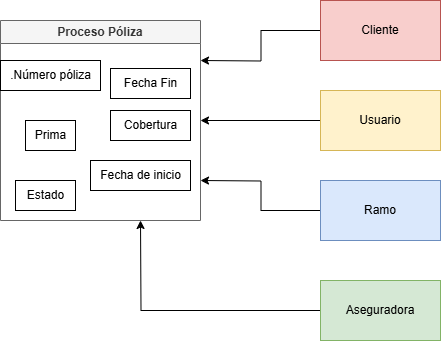 Proceso Póliza
.Número póliza
Fecha Fin
Cobertura
Prima
Fecha de inicio
Estado
Cliente
Usuario
Ramo
Aseguradora